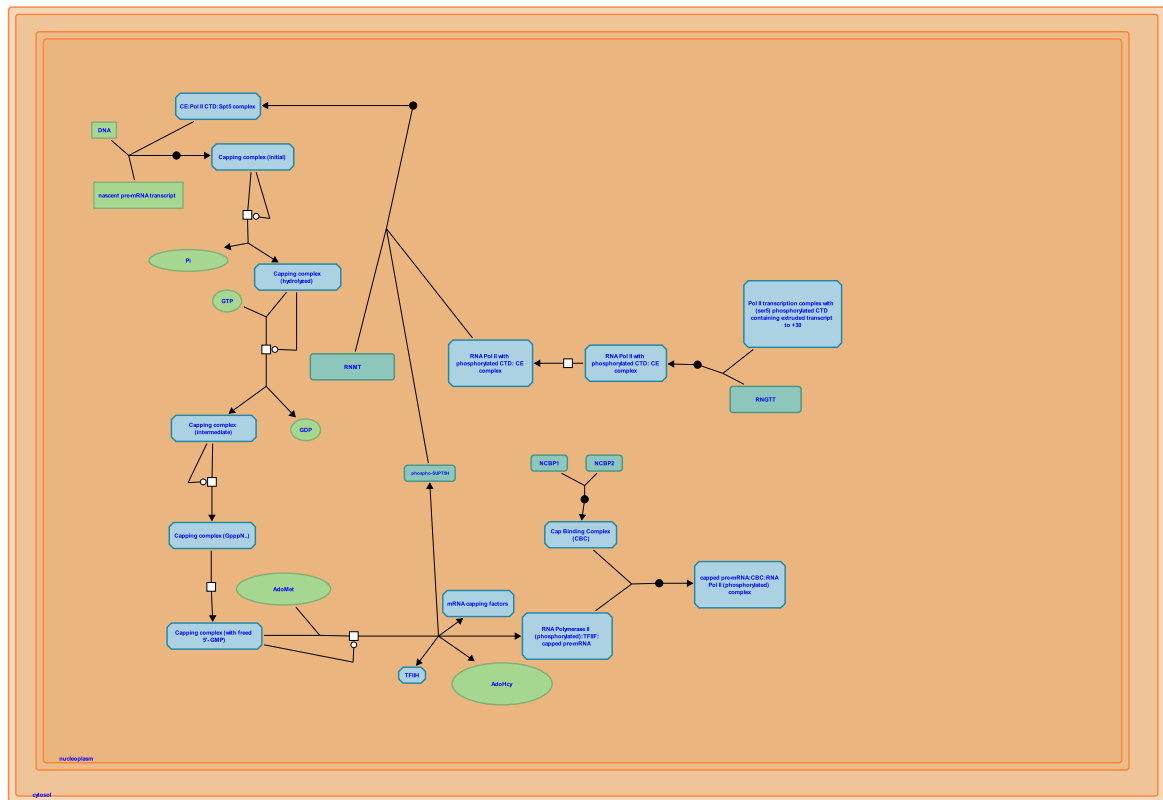 CE:Pol II CTD:Spt5 complex
DNA
Capping complex (initial)
nascent pre-mRNA transcript
Pi
Capping complex
(hydrolyzed)
GTP
Pol II transcription complex with
(ser5) phosphorylated CTD
containing extruded transcript
to +30
RNMT
RNA Pol II with
phosphorylated CTD: CE
complex
RNA Pol II with
phosphorylated CTD: CE
complex
RNGTT
Capping complex
(intermediate)
GDP
phospho-SUPT5H
NCBP1
NCBP2
Capping complex (GpppN..)
Cap Binding Complex
(CBC)
AdoMet
mRNA capping factors
capped pre-mRNA:CBC:RNA
Pol II (phosphorylated)
complex
Capping complex (with freed
5'- GMP)
RNA Polymerase II
(phosphorylated):TFIIF:
capped pre-mRNA
TFIIH
AdoHcy
nucleoplasm
cytosol